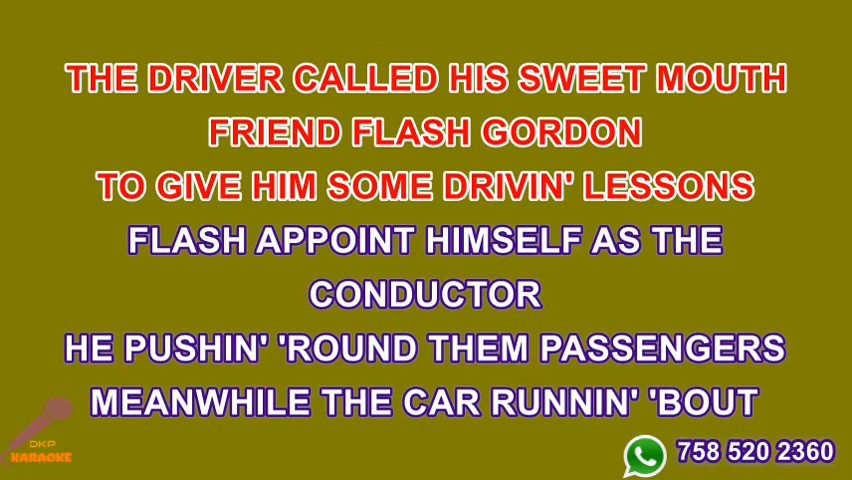 THE DRIVER CALLED HIS SWEET MOUTH
FRIEND FLASH GORDON
TO GIVE HIM SOME DRIVIN' LESSONS
FLASH APPOINT HIMSELF AS THE
CONDUCTOR
HE PUSHIN' 'ROUND THEM PASSENGERS
MEANWHILE THE CAR RUNNIN' 'BOUT
DKP
KARAOKE
758 520 2360